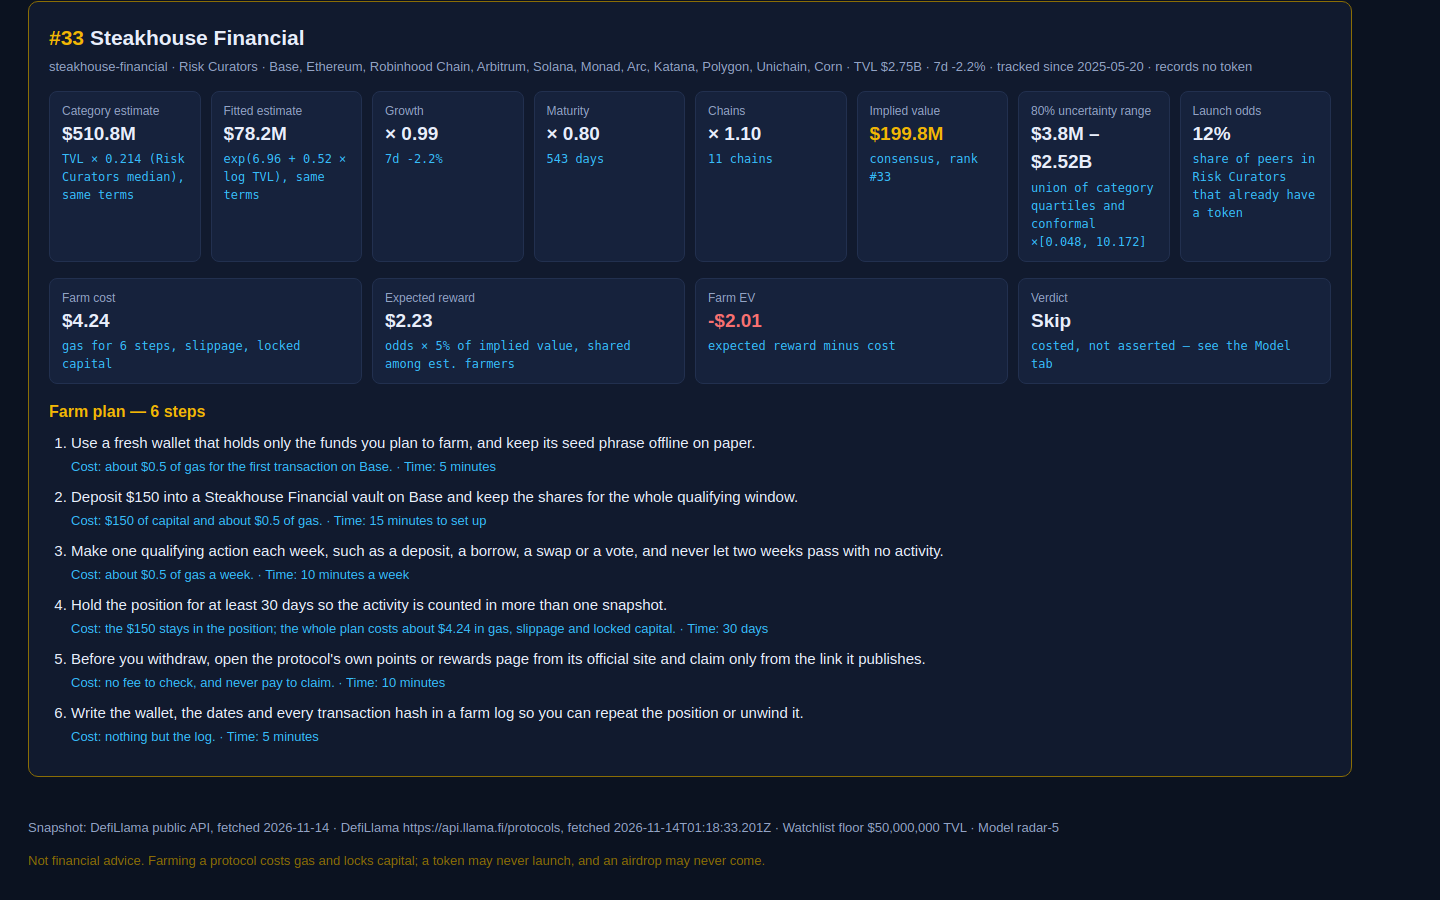 #33 Steakhouse Financial
steakhouse-financial · Risk Curators · Base, Ethereum, Robinhood Chain, Arbitrum, Solana, Monad, Arc, Katana, Polygon, Unichain, Corn · TVL $2.75B · 7d -2.2% · tracked since 2025-05-20 · records no token
Category estimate
$510.8M
TVL × 0.214 (Risk
Curators median),
same terms
Fitted estimate
$78.2M
exp(6.96 + 0.52 ×
log TVL), same
terms
Growth
× 0.99
7d -2.2%
Maturity
× 0.80
543 days
Chains
× 1.10
11 chains
Implied value
$199.8M
consensus, rank
#33
80% uncertainty range
$3.8M –
$2.52B
union of category
quartiles and
conformal
×[0.048, 10.172]
Launch odds
12%
share of peers in
Risk Curators
that already have
a token
Farm cost
$4.24
gas for 6 steps, slippage, locked
capital
Expected reward
$2.23
odds × 5% of implied value, shared
among est. farmers
Farm EV
-$2.01
expected reward minus cost
Verdict
Skip
costed, not asserted — see the Model
tab
Farm plan — 6 steps
1. Use a fresh wallet that holds only the funds you plan to farm, and keep its seed phrase offline on paper.
Cost: about $0.5 of gas for the first transaction on Base. · Time: 5 minutes
2. Deposit $150 into a Steakhouse Financial vault on Base and keep the shares for the whole qualifying window.
Cost: $150 of capital and about $0.5 of gas. · Time: 15 minutes to set up
3. Make one qualifying action each week, such as a deposit, a borrow, a swap or a vote, and never let two weeks pass with no activity.
Cost: about $0.5 of gas a week. · Time: 10 minutes a week
4. Hold the position for at least 30 days so the activity is counted in more than one snapshot.
Cost: the $150 stays in the position; the whole plan costs about $4.24 in gas, slippage and locked capital. · Time: 30 days
5. Before you withdraw, open the protocol's own points or rewards page from its official site and claim only from the link it publishes.
Cost: no fee to check, and never pay to claim. · Time: 10 minutes
6. Write the wallet, the dates and every transaction hash in a farm log so you can repeat the position or unwind it.
Cost: nothing but the log. · Time: 5 minutes
Snapshot: DefiLlama public API, fetched 2026-11-14 · DefiLlama https://api.llama.fi/protocols, fetched 2026-11-14T01:18:33.201Z · Watchlist floor $50,000,000 TVL · Model radar-5
Not financial advice. Farming a protocol costs gas and locks capital; a token may never launch, and an airdrop may never come.